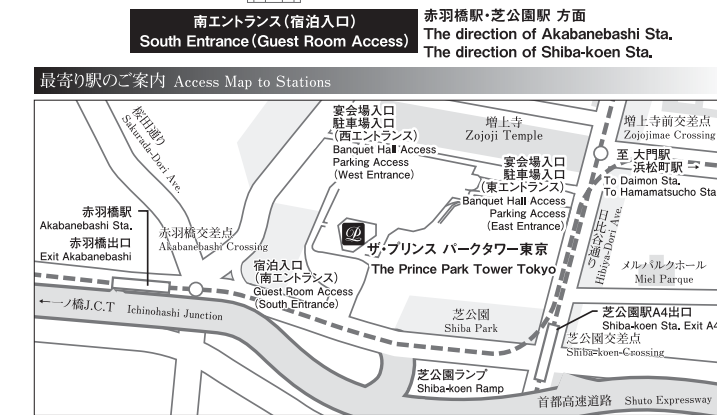 南エントランス(宿泊入口)
South Entrance(Guest Room Access)
赤羽橋駅・芝公園駅 方面
The direction of Akabanebashi Sta.
The direction of Shiba-koen Sta.
最寄り駅のご案内 Access Map to Stations
桜田通り
Sakurada-Dori Ave.
宴会場入口
駐車場入口
(西エントランス)
Banquet Hall Access
Parking Access
(West Entrance)
増上寺
Zojoji Temple
増上寺前交差点
Zojojimae Crossing
至 大門駅
浜松町駅 →
To Daimon Sta.
To Hamamatsucho Sta
宴会場入口
駐車場入口
(東エントランス)
Banquet Hall Access
Parking Access
(East Entrance)
赤羽橋駅
Akabanebashi Sta.
赤羽橋出口
Exit Akabanebashi
赤羽橋交差点
Akabanebashi Crossing
ザ・プリンス パークタワー東京
The Prince Park Tower Tokyo
日比谷通り
Hibiya-Dori Ave.
メルパルクホール
Miel Parque
宿泊入口
(南エントランス)
Guest Room Access
(South Entrance)
←一ノ橋J.C.T Ichinohashi Junction
芝公園
Shiba Park
芝公園駅A4出口
Shiba-koen Sta. Exit A4
芝公園交差点
Shiba-koen-Crossing
芝公園ランプ
Shiba-koen Ramp
首都高速道路 Shuto Expressway